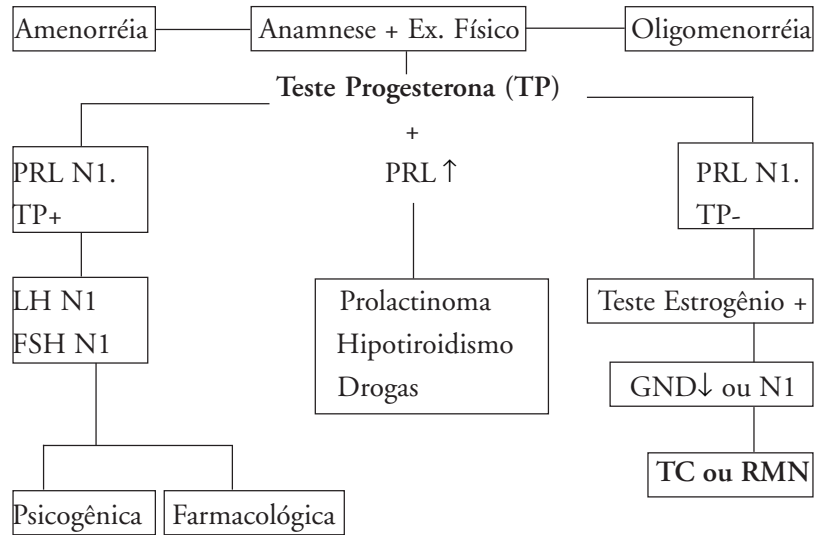 Amenorréia
Anamnese + Ex. Físico
Oligomenorréia
Teste Progesterona (TP)
+
PRL ↑
PRL N1.
TP+
PRL N1.
TP-
LH N1
FSH N1
Prolactinoma
Hipotiroidismo
Drogas
Teste Estrogênio +
GND↓ ou N1
TC ou RMN
Psicogênica
Farmacológica